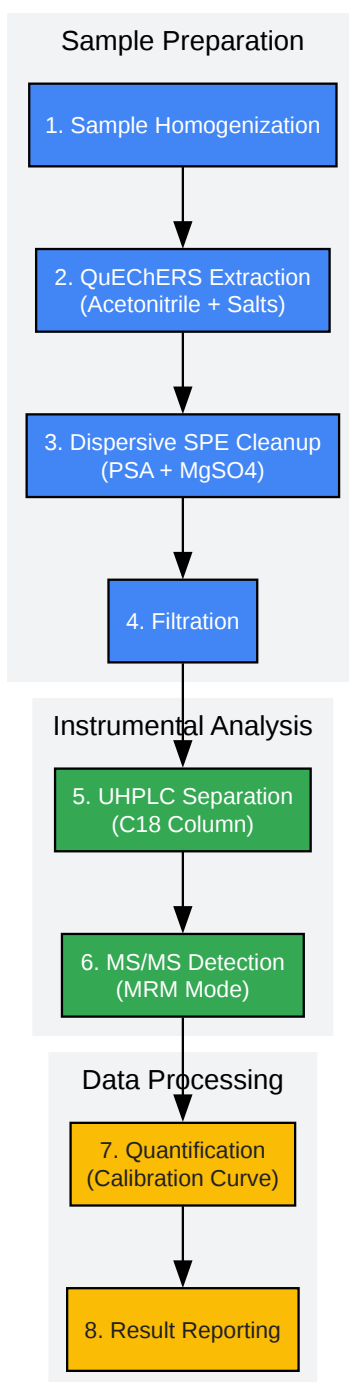 Sample Preparation
1. Sample Homogenization
2. QuEChERS Extraction
(Acetonitrile + Salts)
3. Dispersive SPE Cleanup
(PSA + MgSO4)
4. Filtration
Instrumental Analysis
5. UHPLC Separation
(C18 Column)
6. MS/MS Detection
(MRM Mode)
Data Processing
7. Quantification
(Calibration Curve)
8. Result Reporting